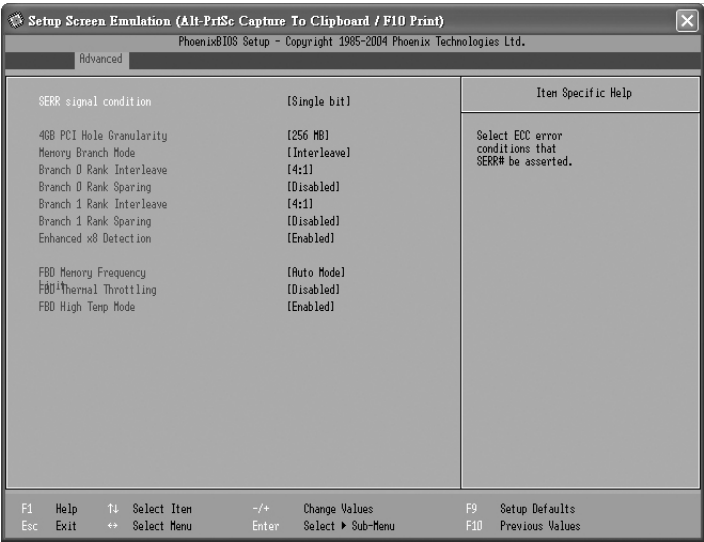 Setup Screen Emulation (Alt-PrtSc Capture To Clipboard / F10 Print)
PhoenixBIOS Setup - Copyright 1985-2004 Phoenix Technologies Ltd.
Advanced
SERR signal condition [Single bit]
4GB PCI Hole Granularity [256 MB]
Memory Branch Mode [Interleave]
Branch 0 Rank Interleave [4:1]
Branch 0 Rank Sparing [Disabled]
Branch 1 Rank Interleave [4:1]
Branch 1 Rank Sparing [Disabled]
Enhanced x8 Detection [Enabled]
FBD Memory Frequency [Auto Mode]
Limit
FBD Thermal Throttling [Disabled]
FBD High Temp Mode [Enabled]
Item Specific Help
Select ECC error
conditions that
SERR# be asserted.
F1 Help ↑↓ Select Item -/+ Change Values F9 Setup Defaults
Esc Exit ↔ Select Menu Enter Select ▶ Sub-Menu F10 Previous Values